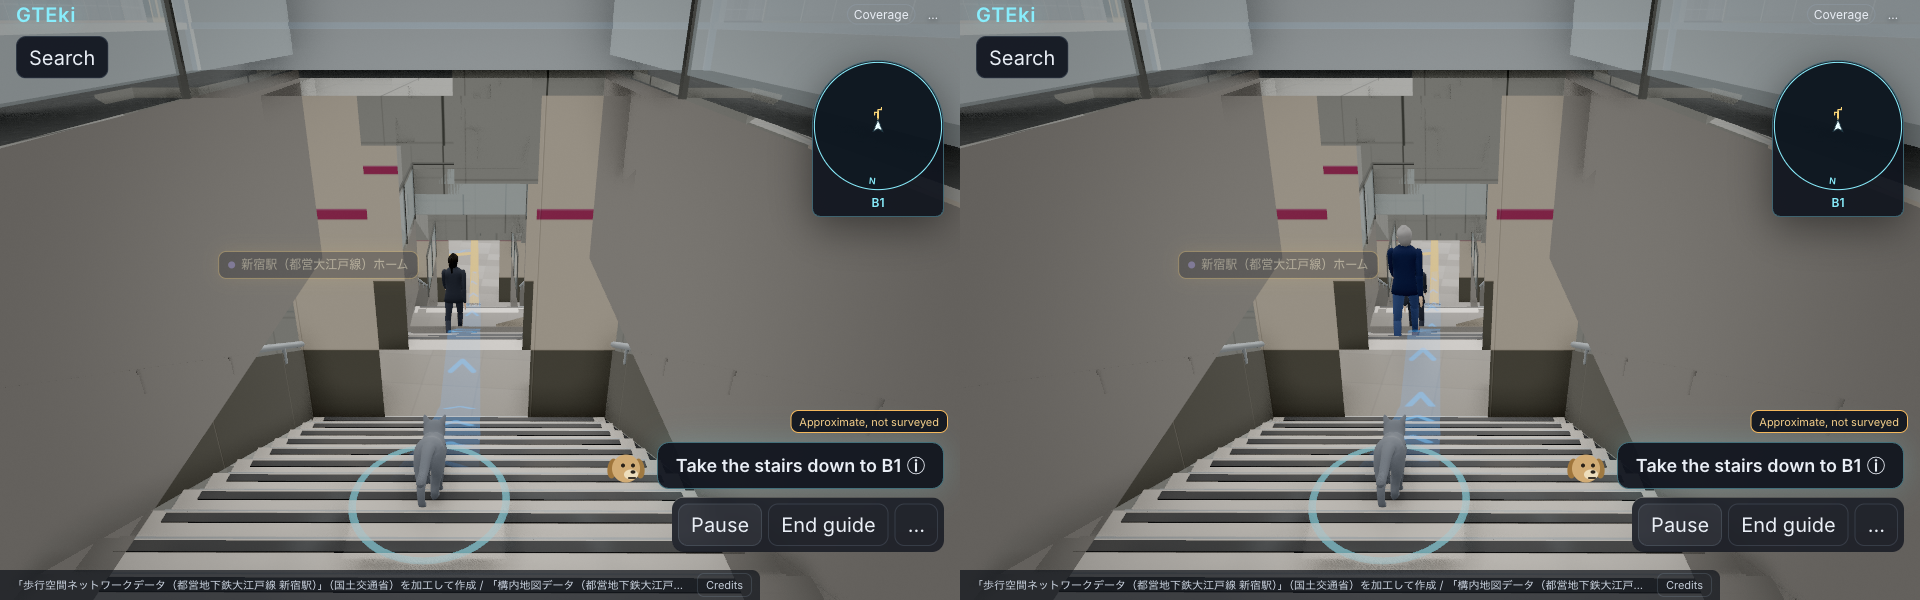 GTEki
Coverage
...
Search
N
B1
新宿駅（都営大江戸線）ホーム
Approximate, not surveyed
Take the stairs down to B1 ⓘ
Pause
End guide
...
「歩行空間ネットワークデータ（都営地下鉄大江戸線 新宿駅）」（国土交通省）を加工して作成 / 「構内地図データ（都営地下鉄大江戸...
Credits
GTEki
Coverage
...
Search
N
B1
新宿駅（都営大江戸線）ホーム
Approximate, not surveyed
Take the stairs down to B1 ⓘ
Pause
End guide
...
「歩行空間ネットワークデータ（都営地下鉄大江戸線 新宿駅）」（国土交通省）を加工して作成 / 「構内地図データ（都営地下鉄大江戸...
Credits